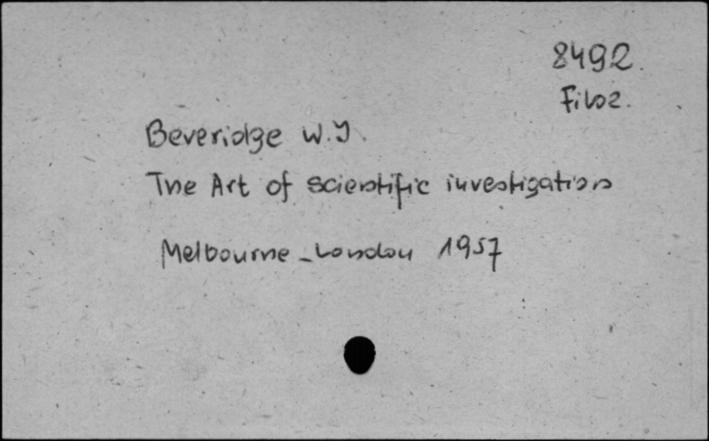 8492.
Filoz.
Beveridge W.J.
The Art of scientific investigation
Melbourne - London 1957